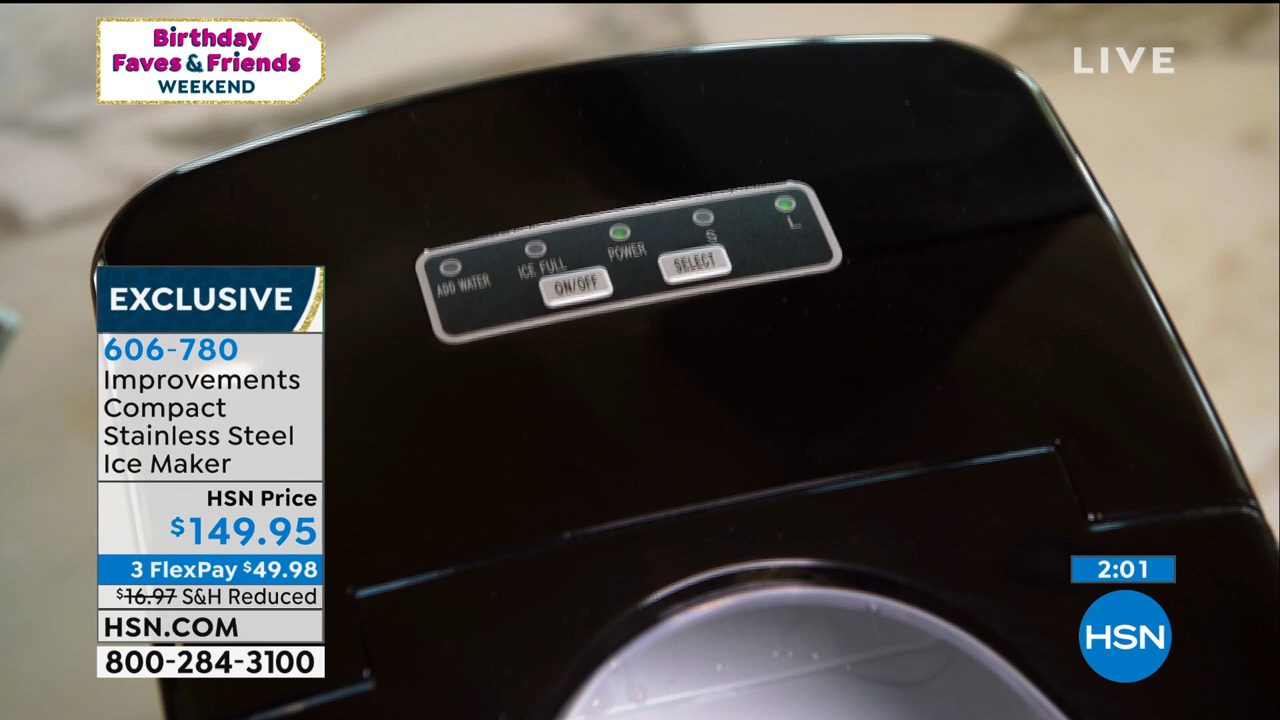 Birthday
Faves & Friends
WEEKEND
LIVE
ADD WATER
ICE FULL
POWER
S
L
ON/OFF
SELECT
EXCLUSIVE
606-780
Improvements
Compact
Stainless Steel
Ice Maker
HSN Price
$149.95
3 FlexPay $49.98
$16.97 S&H Reduced
HSN.COM
800-284-3100
2:01
HSN